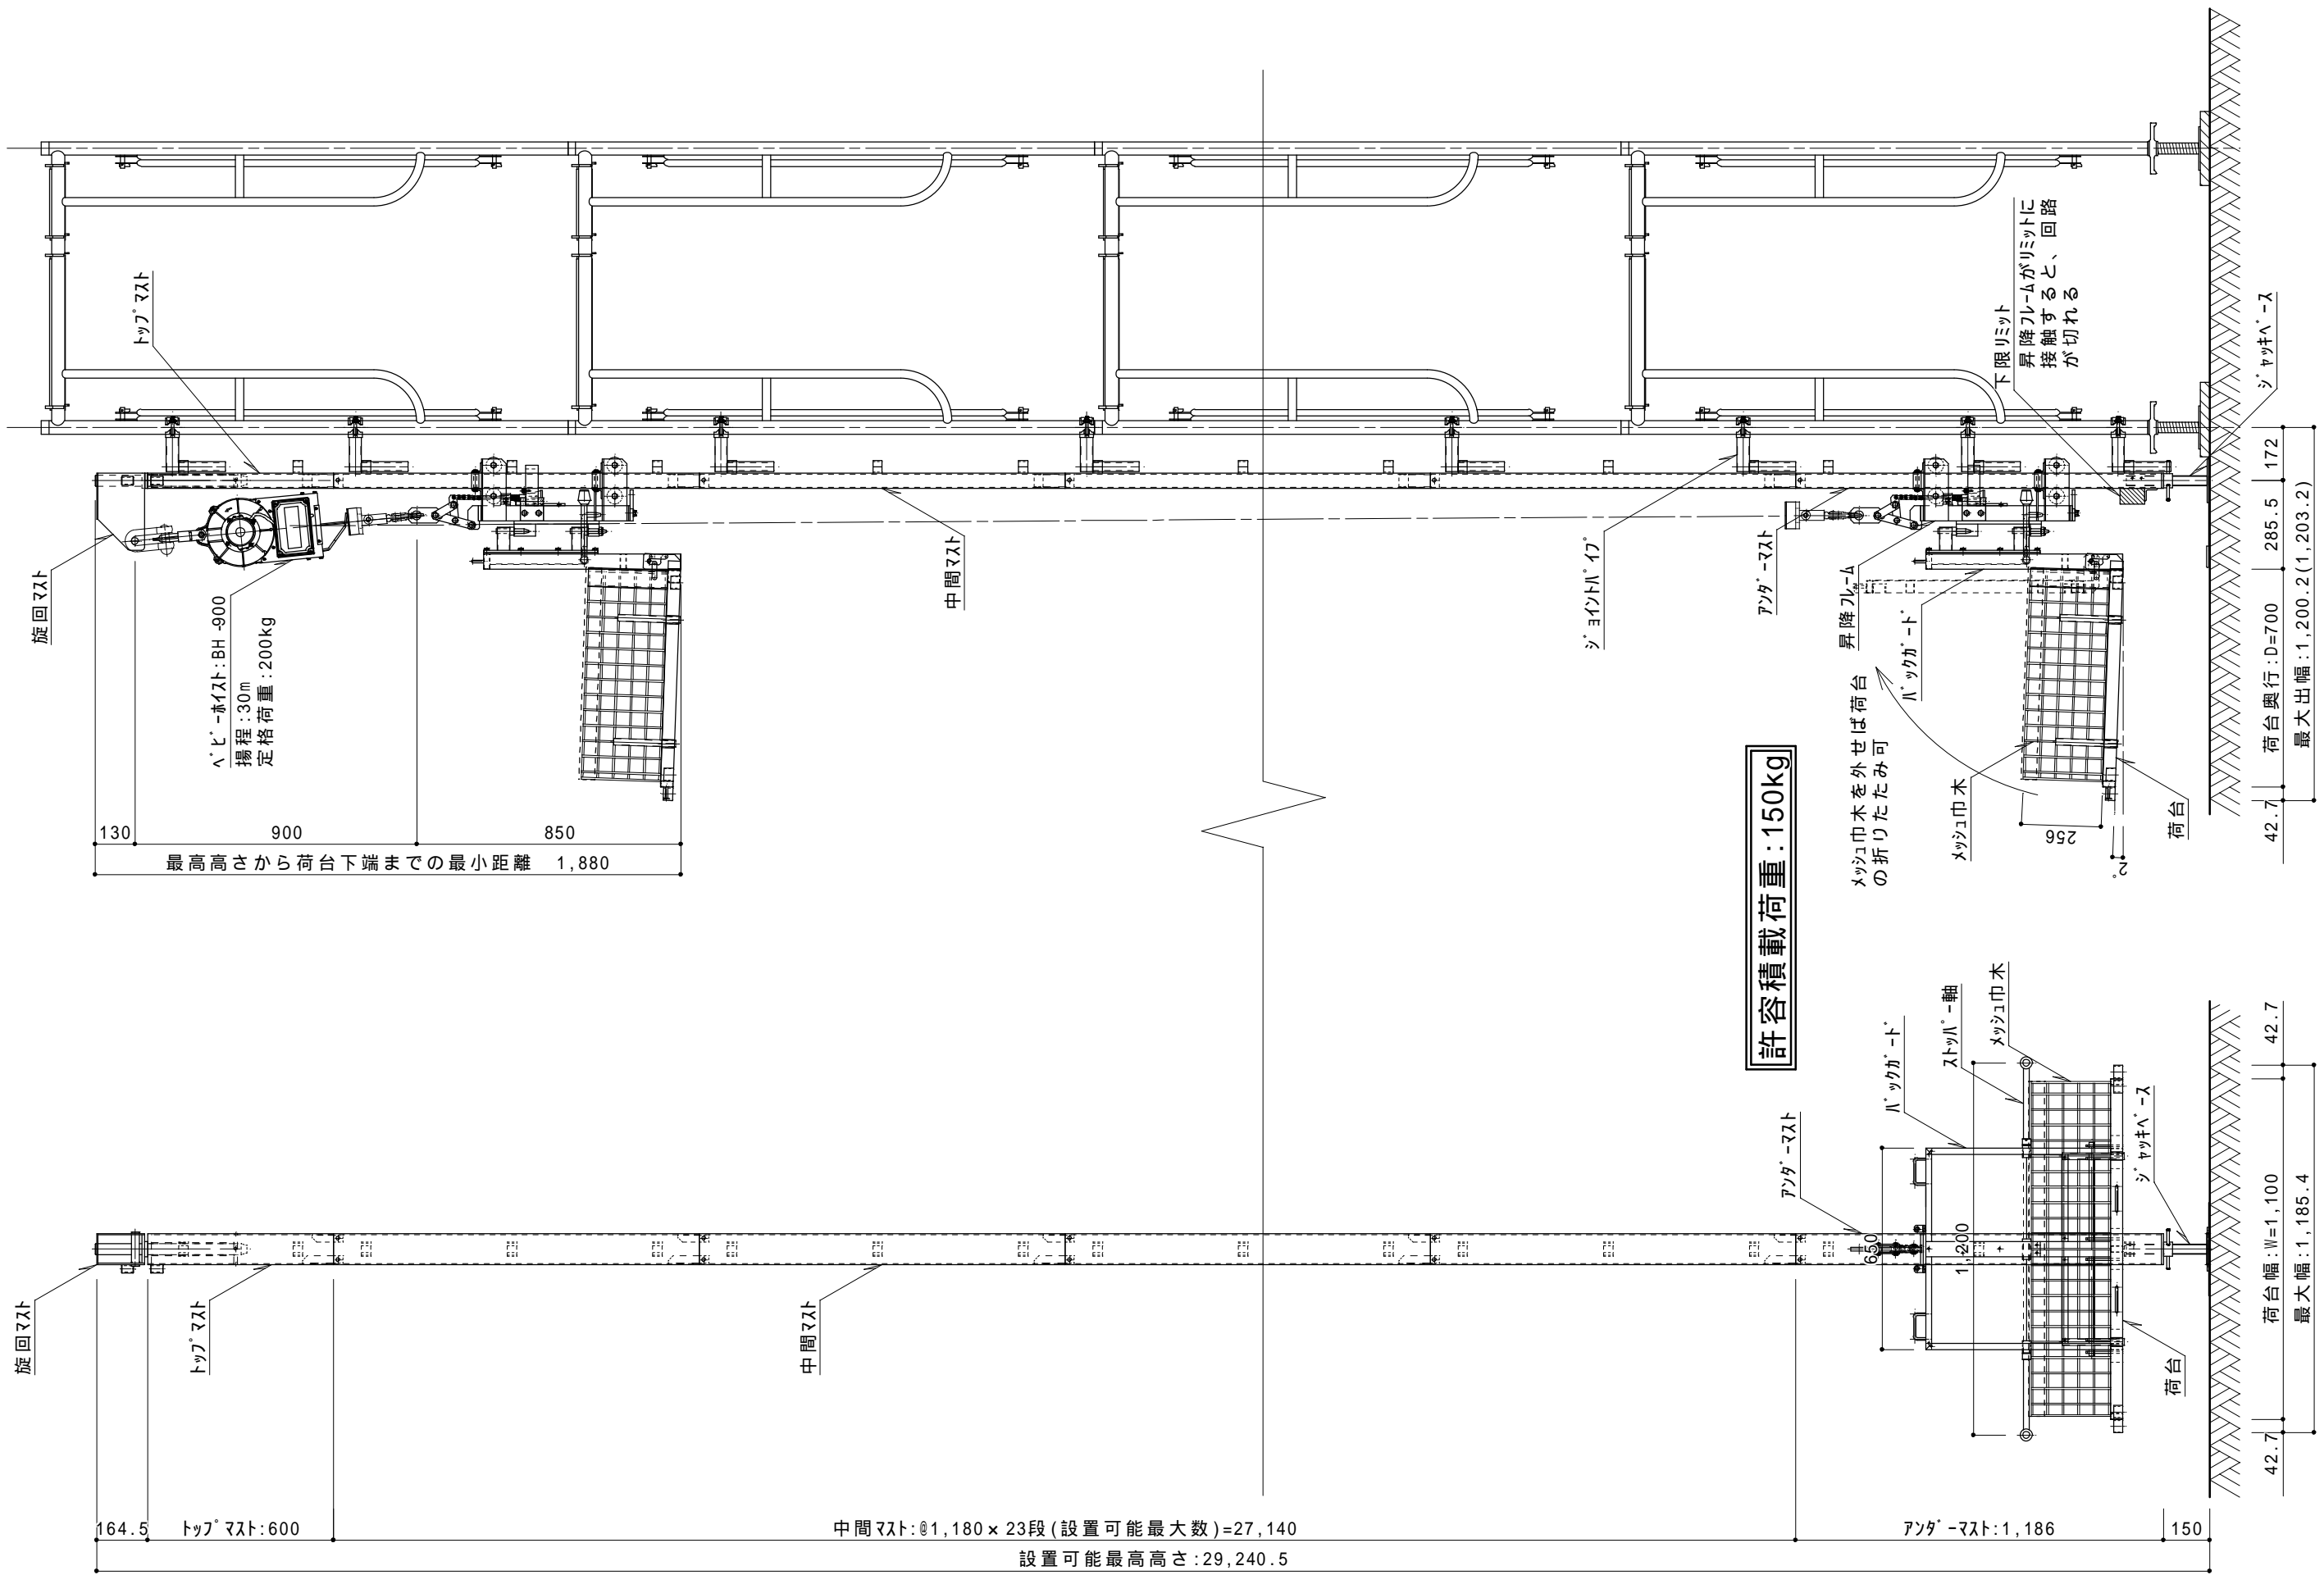 トップマスト
旋回マスト
ベビーホイスト:BH-900
揚程:30m
定格荷重:200kg
中間マスト
ジョイントパイプ
アンダーマスト
昇降フレーム
バックガード
下限リミット
昇降フレームがリミットに
接触すると、回路
が切れる
ジャッキベース
172
285.5
荷台奥行:D=700
42.7
最大出幅:1,200.2(1,203.2)
130
900
850
最高高さから荷台下端までの最小距離 1,880
許容積載荷重:150kg
メッシュ巾木を外せば荷台
の折りたたみ可
メッシュ巾木
256
2°
荷台
旋回マスト
トップマスト
中間マスト
アンダーマスト
バックガード
ストッパー軸
メッシュ巾木
ジャッキベース
荷台
650
1,200
42.7
荷台幅:W=1,100
42.7
最大幅:1,185.4
164.5
トップマスト:600
中間マスト:@1,180×23段(設置可能最大数)=27,140
アンダーマスト:1,186
150
設置可能最高高さ:29,240.5